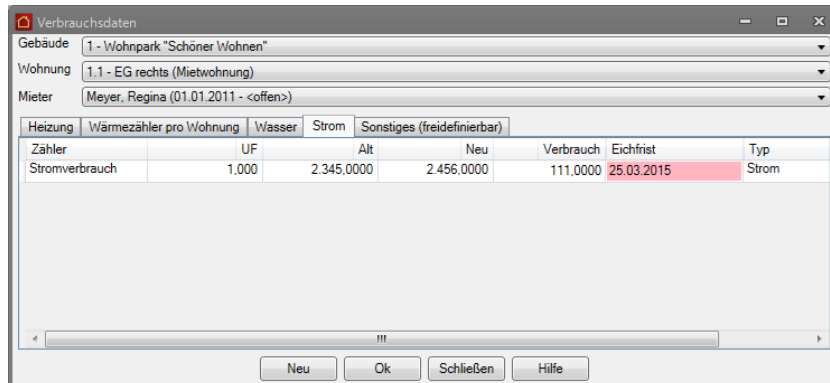 Verbrauchsdaten
Gebäude 1 - Wohnpark "Schöner Wohnen"
Wohnung 1.1 - EG rechts (Mietwohnung)
Mieter Meyer, Regina (01.01.2011 - <offen>)
Heizung Wärmezähler pro Wohnung Wasser Strom Sonstiges (freidefinierbar)
Zähler UF Alt Neu Verbrauch Eichfrist Typ
Stromverbrauch 1,000 2.345,0000 2.456,0000 111,0000 25.03.2015 Strom
Neu Ok Schließen Hilfe